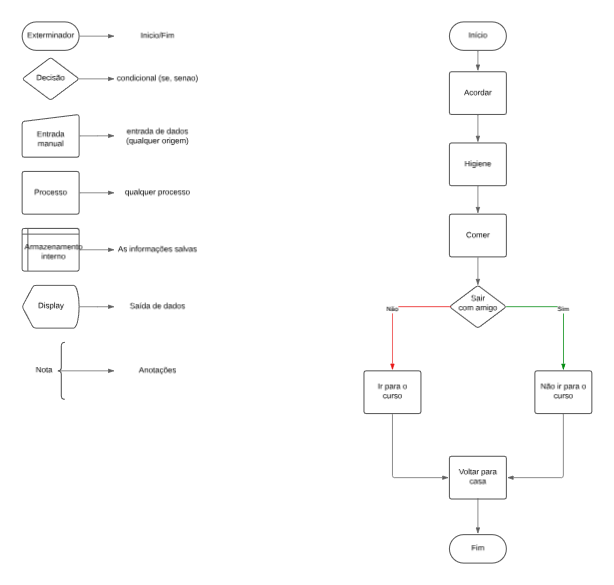 Exterminador
Inicio/Fim
Decisão
condicional (se, senao)
Entrada
manual
entrada de dados
(qualquer origem)
Processo
qualquer processo
Armazenamento
interno
As informações salvas
Display
Saída de dados
Nota
Anotações
Início
Acordar
Higiene
Comer
Sair
com amigo
Não
Sim
Ir para o
curso
Não ir para o
curso
Voltar para
casa
Fim